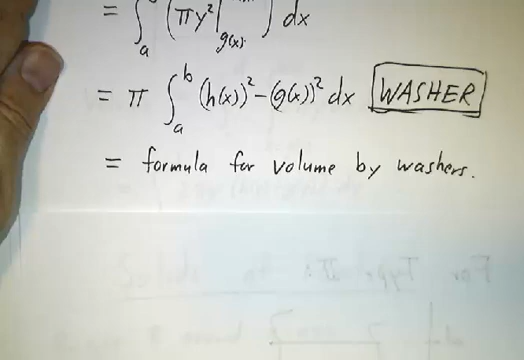 = ∫ₐ (πy² | g(x)) dx
= π ∫ₐᵇ (h(x))² - (g(x))² dx WASHER
= formula for volume by washers.